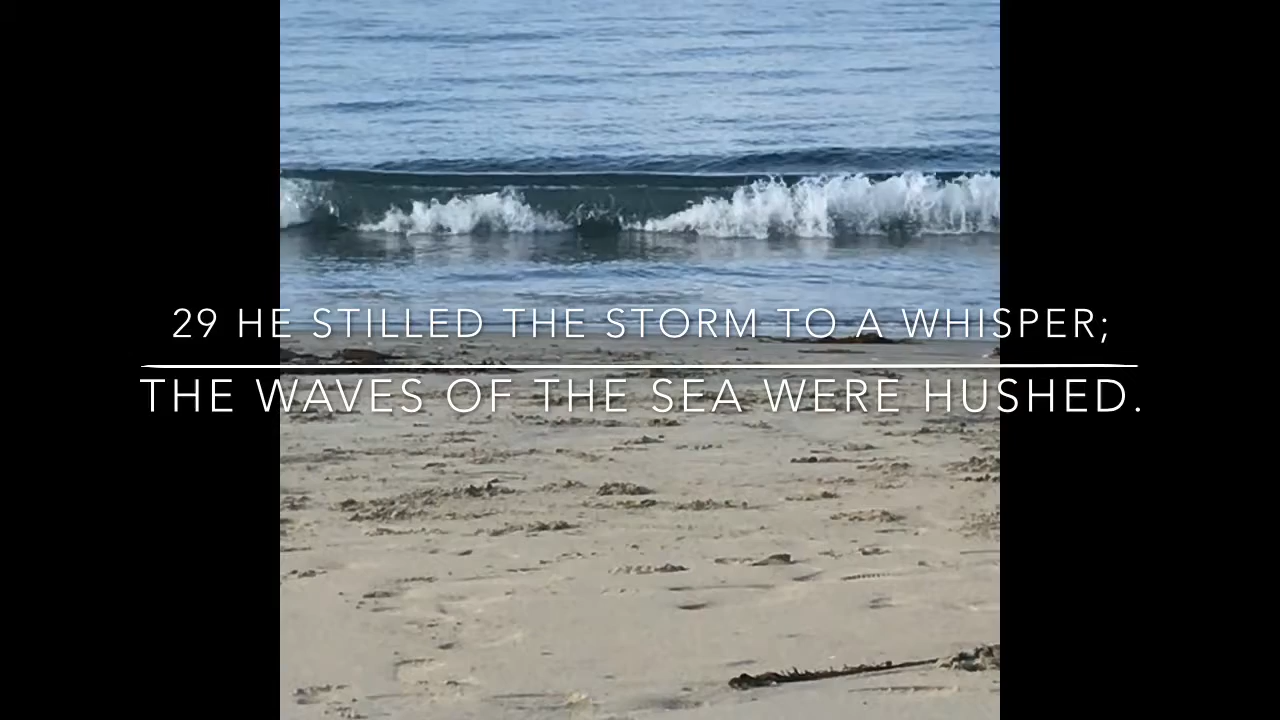 29 HE STILLED THE STORM TO A WHISPER;
THE WAVES OF THE SEA WERE HUSHED.